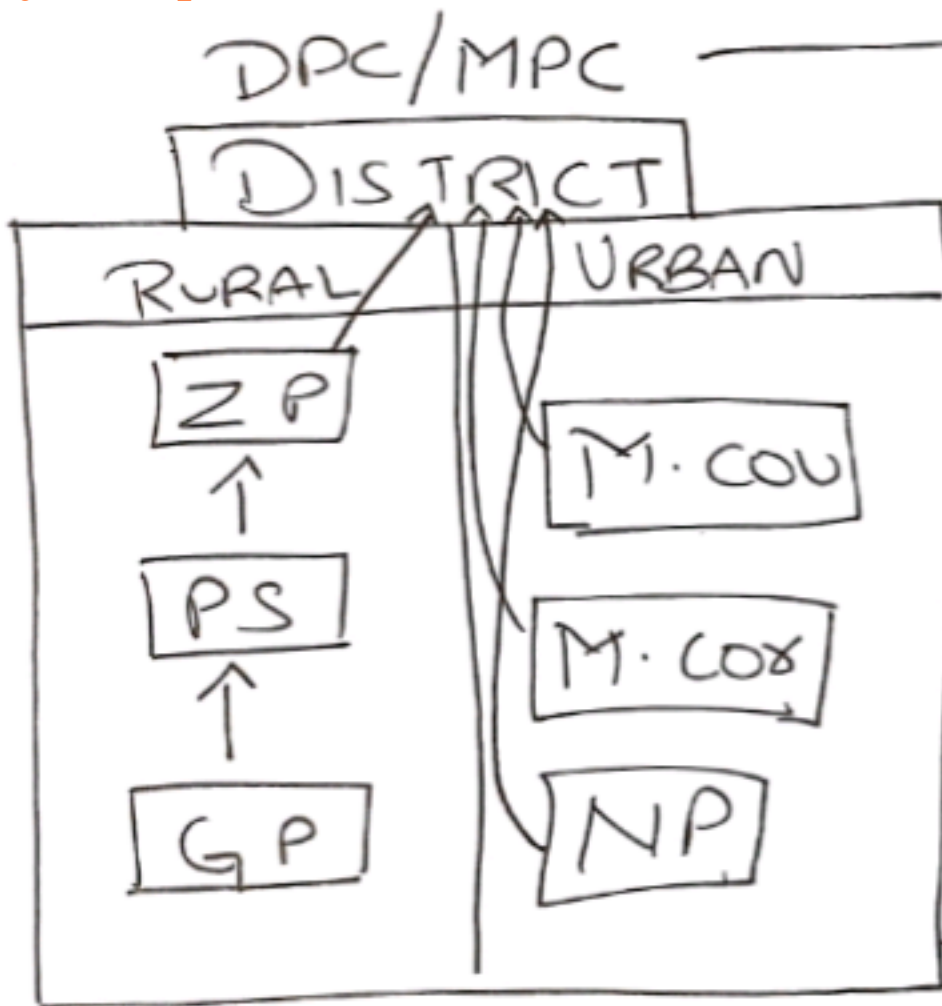 DPC/MPC
DISTRICT
RURAL
URBAN
ZP
M. COU
PS
M. COR
GP
NP